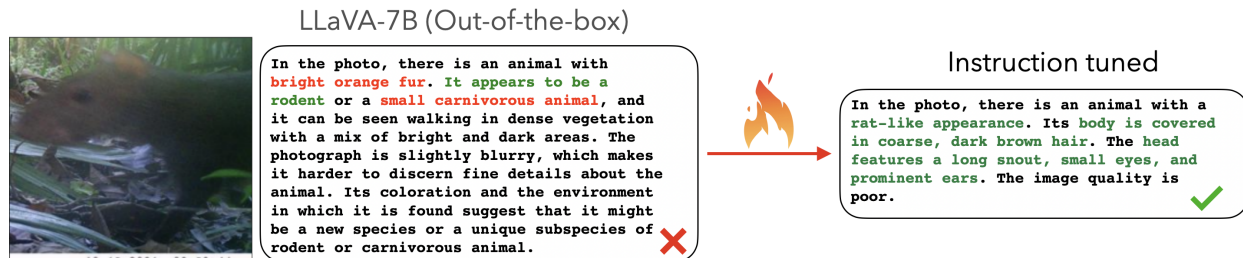 LLaVA-7B (Out-of-the-box)
In the photo, there is an animal with
bright orange fur. It appears to be a
rodent or a small carnivorous animal, and
it can be seen walking in dense vegetation
with a mix of bright and dark areas. The
photograph is slightly blurry, which makes
it harder to discern fine details about the
animal. Its coloration and the environment
in which it is found suggest that it might
be a new species or a unique subspecies of
rodent or carnivorous animal.
Instruction tuned
In the photo, there is an animal with a
rat-like appearance. Its body is covered
in coarse, dark brown hair. The head
features a long snout, small eyes, and
prominent ears. The image quality is
poor.